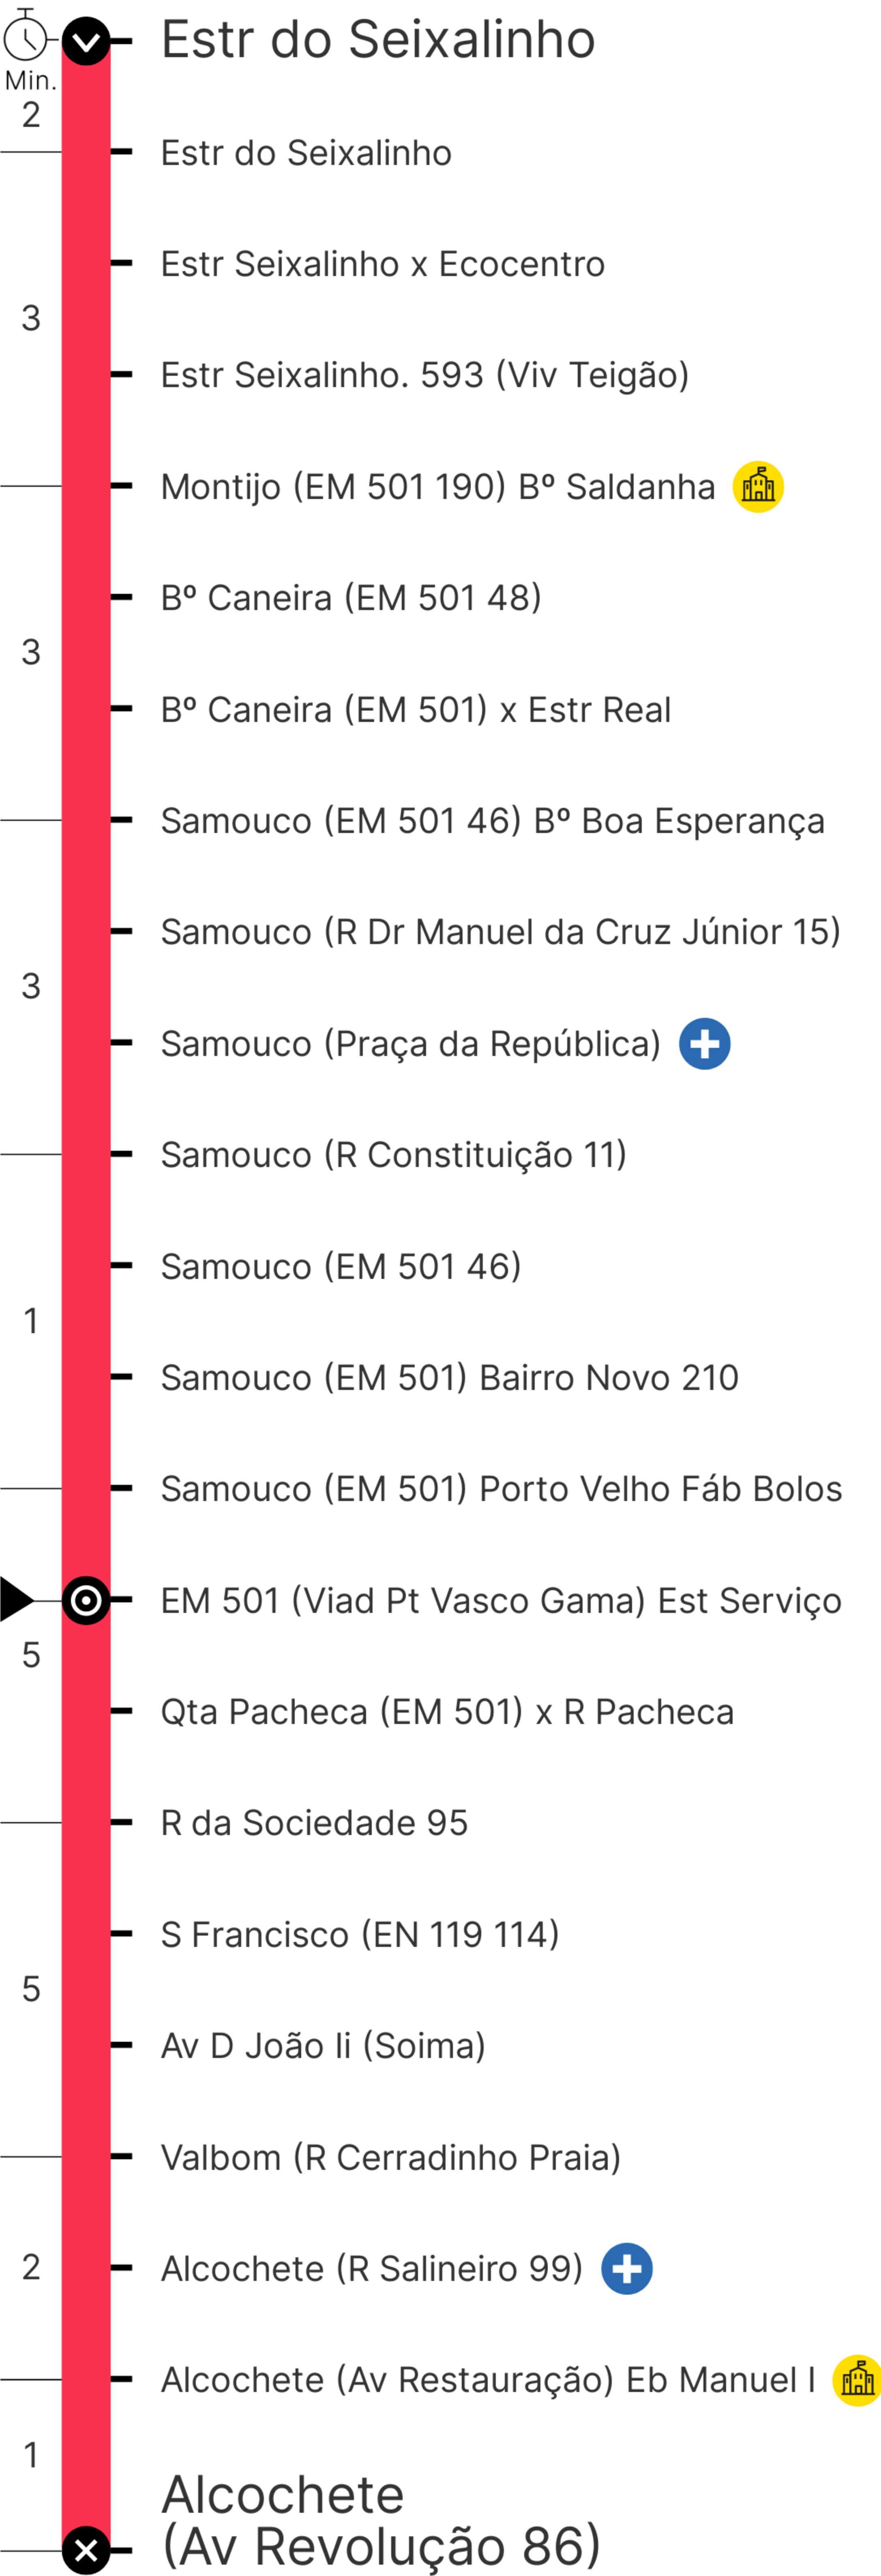 Estr do Seixalinho
Min.
2
Estr do Seixalinho
Estr Seixalinho x Ecocentro
3
Estr Seixalinho. 593 (Viv Teigão)
Montijo (EM 501 190) Bº Saldanha
Bº Caneira (EM 501 48)
3
Bº Caneira (EM 501) x Estr Real
Samouco (EM 501 46) Bº Boa Esperança
Samouco (R Dr Manuel da Cruz Júnior 15)
3
Samouco (Praça da República)
Samouco (R Constituição 11)
Samouco (EM 501 46)
1
Samouco (EM 501) Bairro Novo 210
Samouco (EM 501) Porto Velho Fáb Bolos
EM 501 (Viad Pt Vasco Gama) Est Serviço
5
Qta Pacheca (EM 501) x R Pacheca
R da Sociedade 95
S Francisco (EN 119 114)
5
Av D João Ii (Soima)
Valbom (R Cerradinho Praia)
2
Alcochete (R Salineiro 99)
Alcochete (Av Restauração) Eb Manuel I
1
Alcochete
(Av Revolução 86)